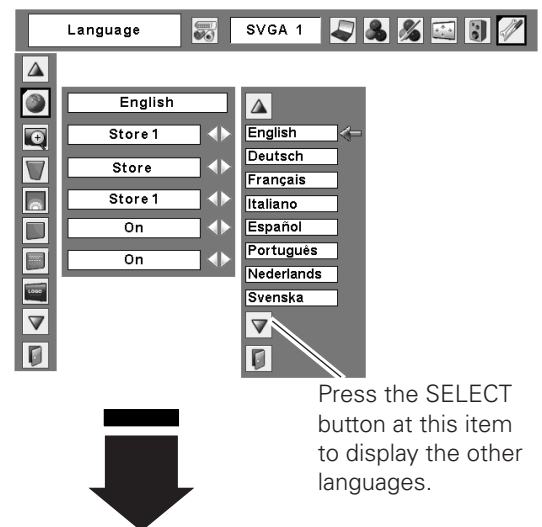 Language
SVGA 1
English
Store 1
Store
Store 1
On
On
LOGO
English
Deutsch
Français
Italiano
Español
Português
Nederlands
Svenska
Press the SELECT
button at this item
to display the other
languages.